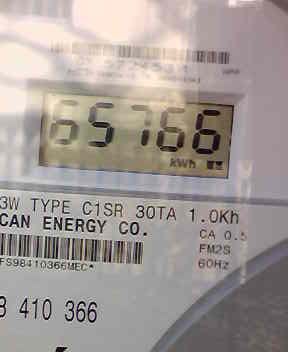 65766
kWh
3W TYPE C1SR 30TA 1.0Kh
CAN ENERGY CO.
CA 0.5
FM2S
60Hz
FS98410366MEC*
8 410 366